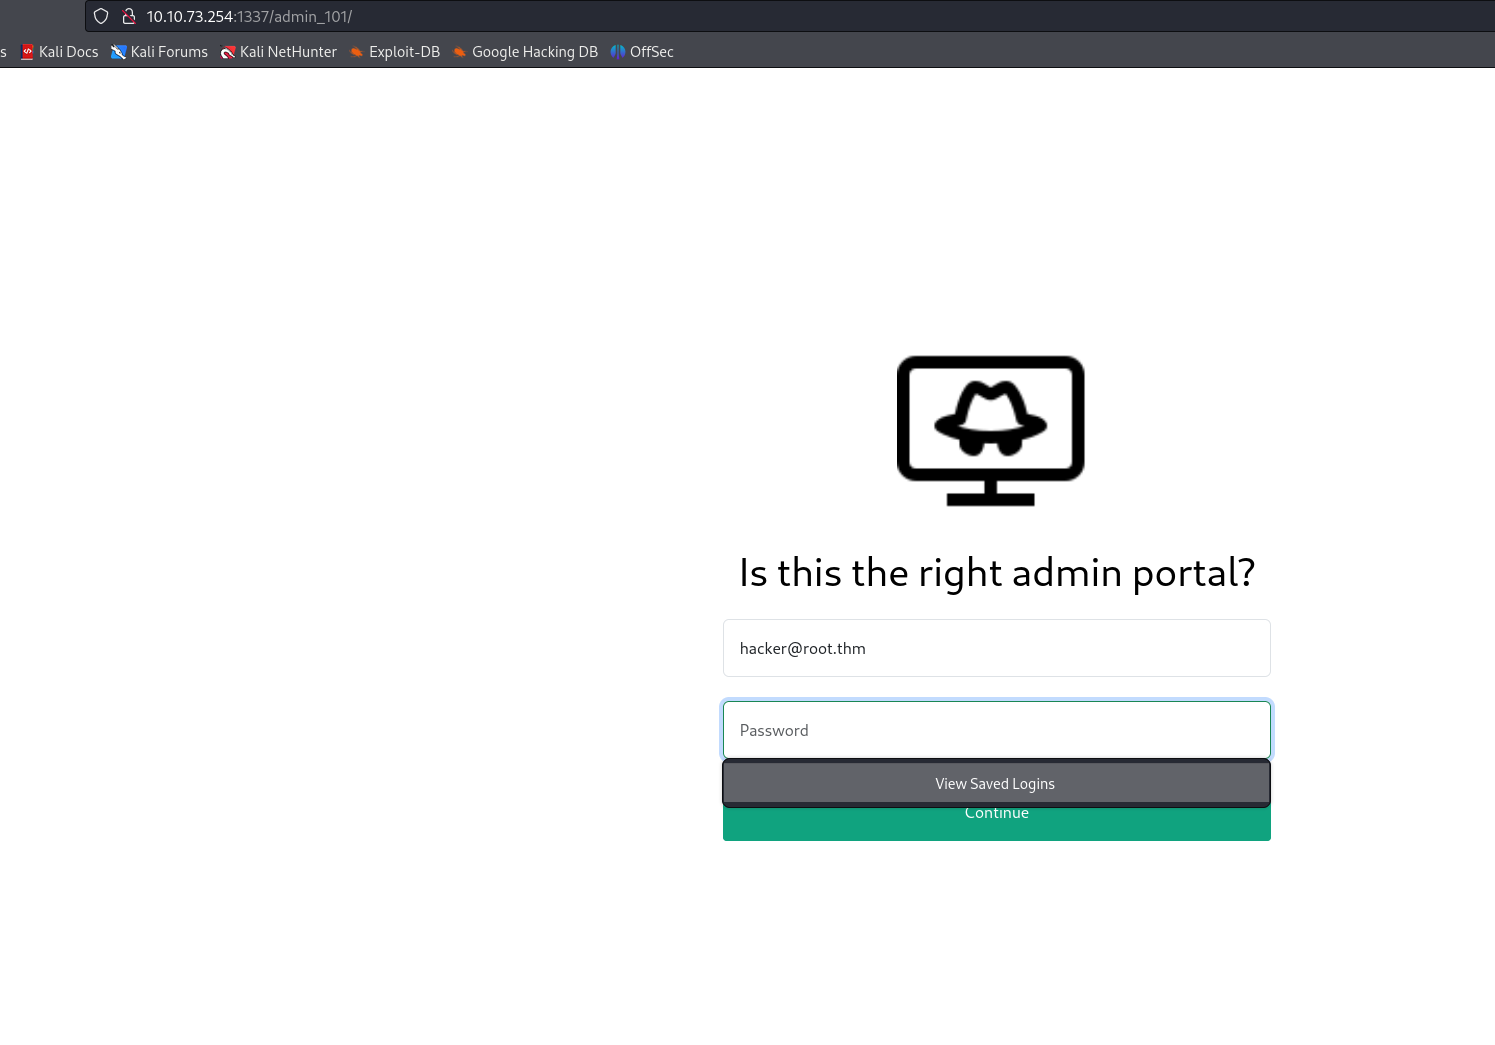 10.10.73.254:1337/admin_101/
s Kali Docs Kali Forums Kali NetHunter Exploit-DB Google Hacking DB OffSec
Is this the right admin portal?
hacker@root.thm
Password
View Saved Logins
Continue